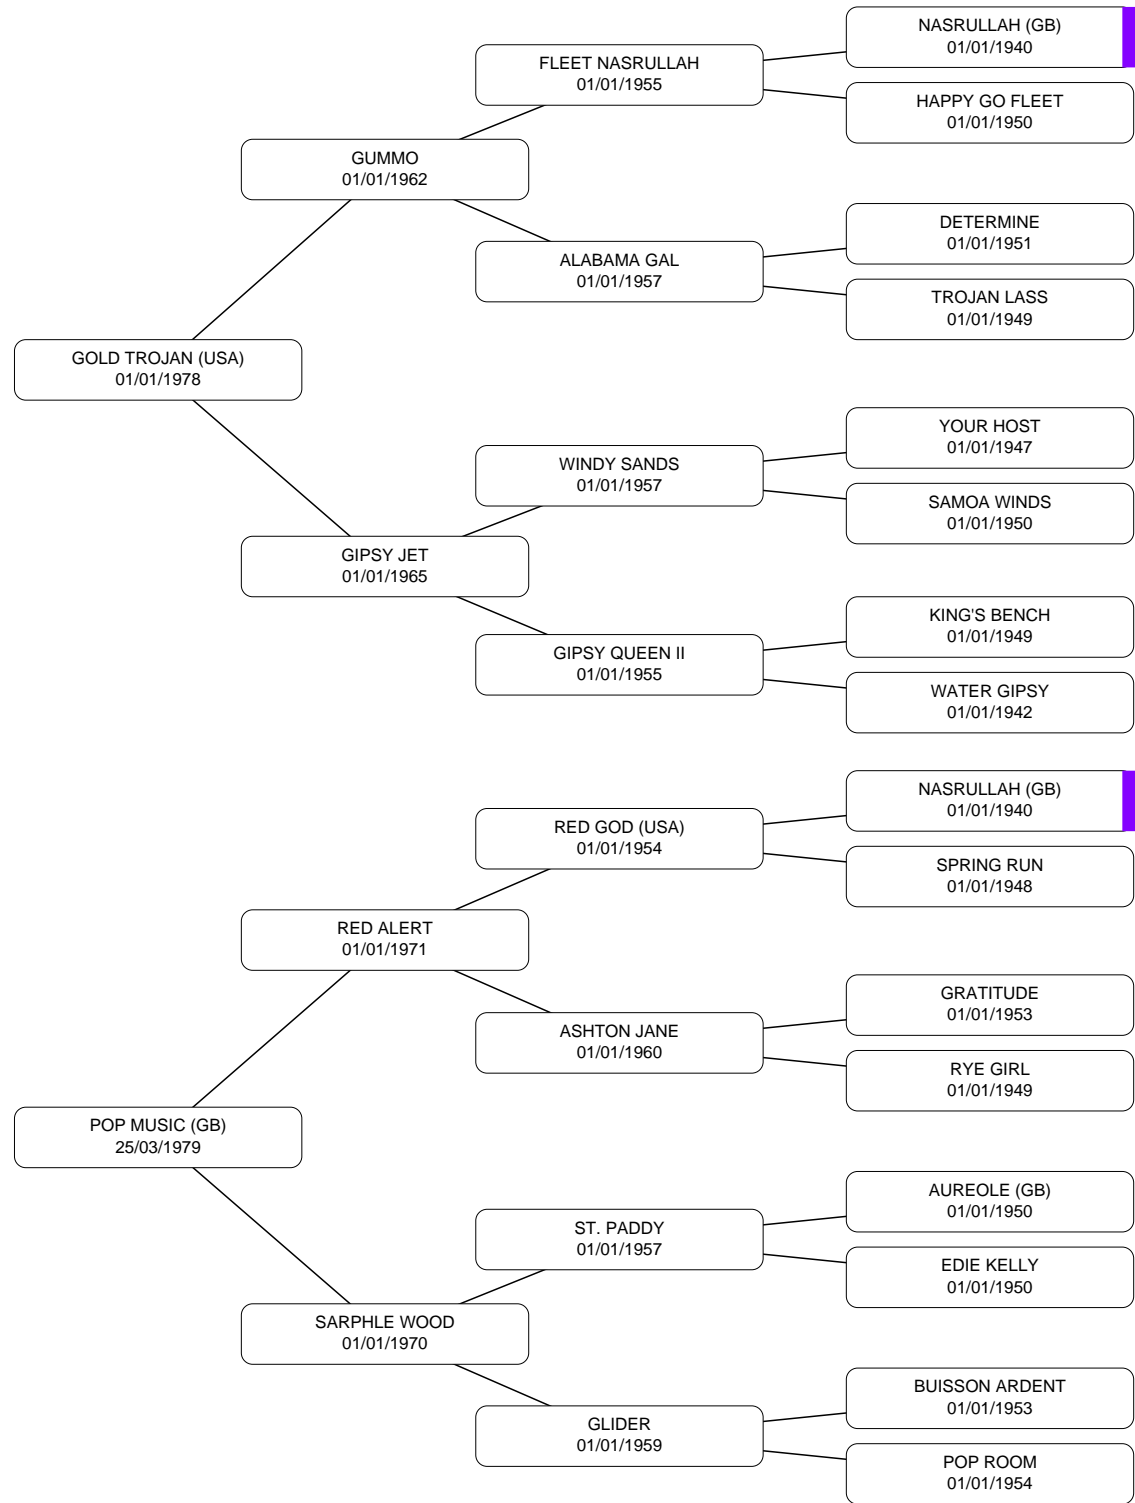 NASRULLAH (GB)
01/01/1940
FLEET NASRULLAH
01/01/1955
HAPPY GO FLEET
01/01/1950
GUMMO
01/01/1962
DETERMINE
01/01/1951
ALABAMA GAL
01/01/1957
TROJAN LASS
01/01/1949
GOLD TROJAN (USA)
01/01/1978
YOUR HOST
01/01/1947
WINDY SANDS
01/01/1957
SAMOA WINDS
01/01/1950
GIPSY JET
01/01/1965
KING'S BENCH
01/01/1949
GIPSY QUEEN II
01/01/1955
WATER GIPSY
01/01/1942
NASRULLAH (GB)
01/01/1940
RED GOD (USA)
01/01/1954
SPRING RUN
01/01/1948
RED ALERT
01/01/1971
GRATITUDE
01/01/1953
ASHTON JANE
01/01/1960
RYE GIRL
01/01/1949
POP MUSIC (GB)
25/03/1979
AUREOLE (GB)
01/01/1950
ST. PADDY
01/01/1957
EDIE KELLY
01/01/1950
SARPHLE WOOD
01/01/1970
BUISSON ARDENT
01/01/1953
GLIDER
01/01/1959
POP ROOM
01/01/1954